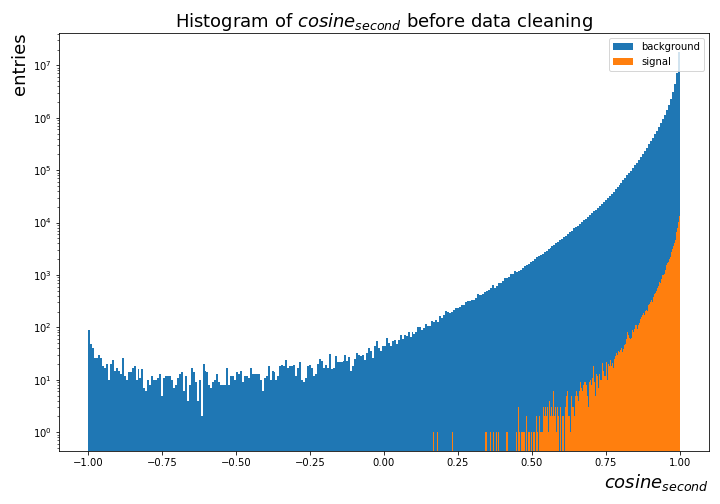 Histogram of cosine_second before data cleaning
entries
background
signal
10^7
10^6
10^5
10^4
10^3
10^2
10^1
10^0
−1.00 −0.75 −0.50 −0.25 0.00 0.25 0.50 0.75 1.00
cosine_second